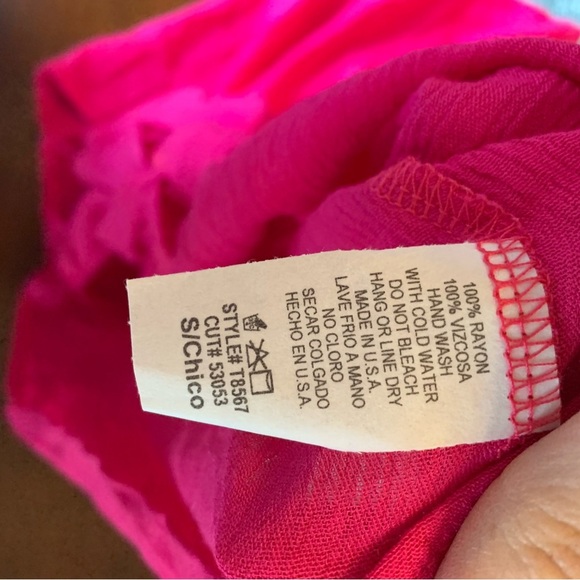 100% RAYON
100% VIZCOSA
HAND WASH
WITH COLD WATER
DO NOT BLEACH
HANG OR LINE DRY
MADE IN U.S.A.
LAVE FRIO A MANO
NO CLORO
SECAR COLGADO
HECHO EN U.S.A.
STYLE# T8567
CUT# 53053
S/Chico